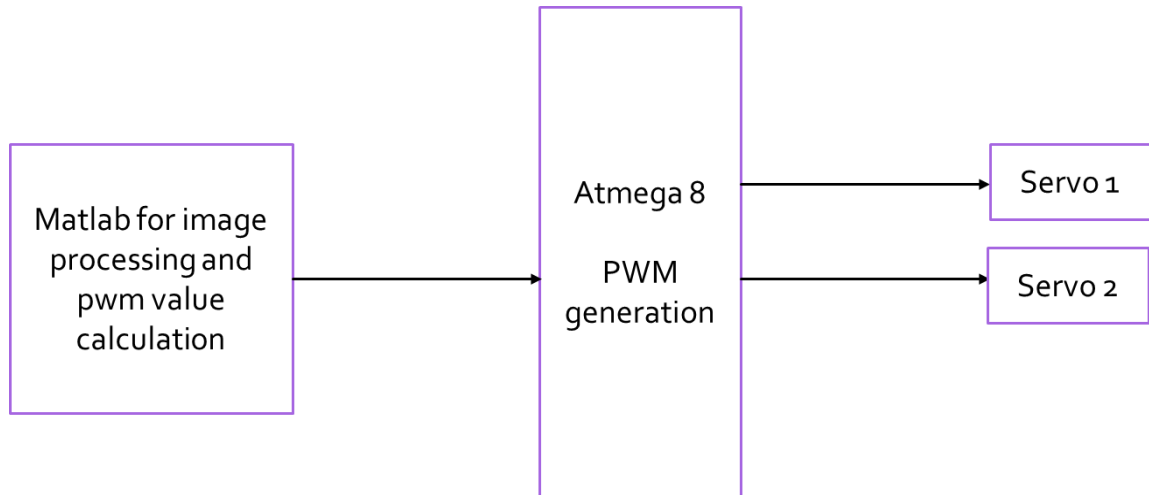 Matlab for image
processing and
pwm value
calculation
Atmega 8
PWM
generation
Servo 1
Servo 2